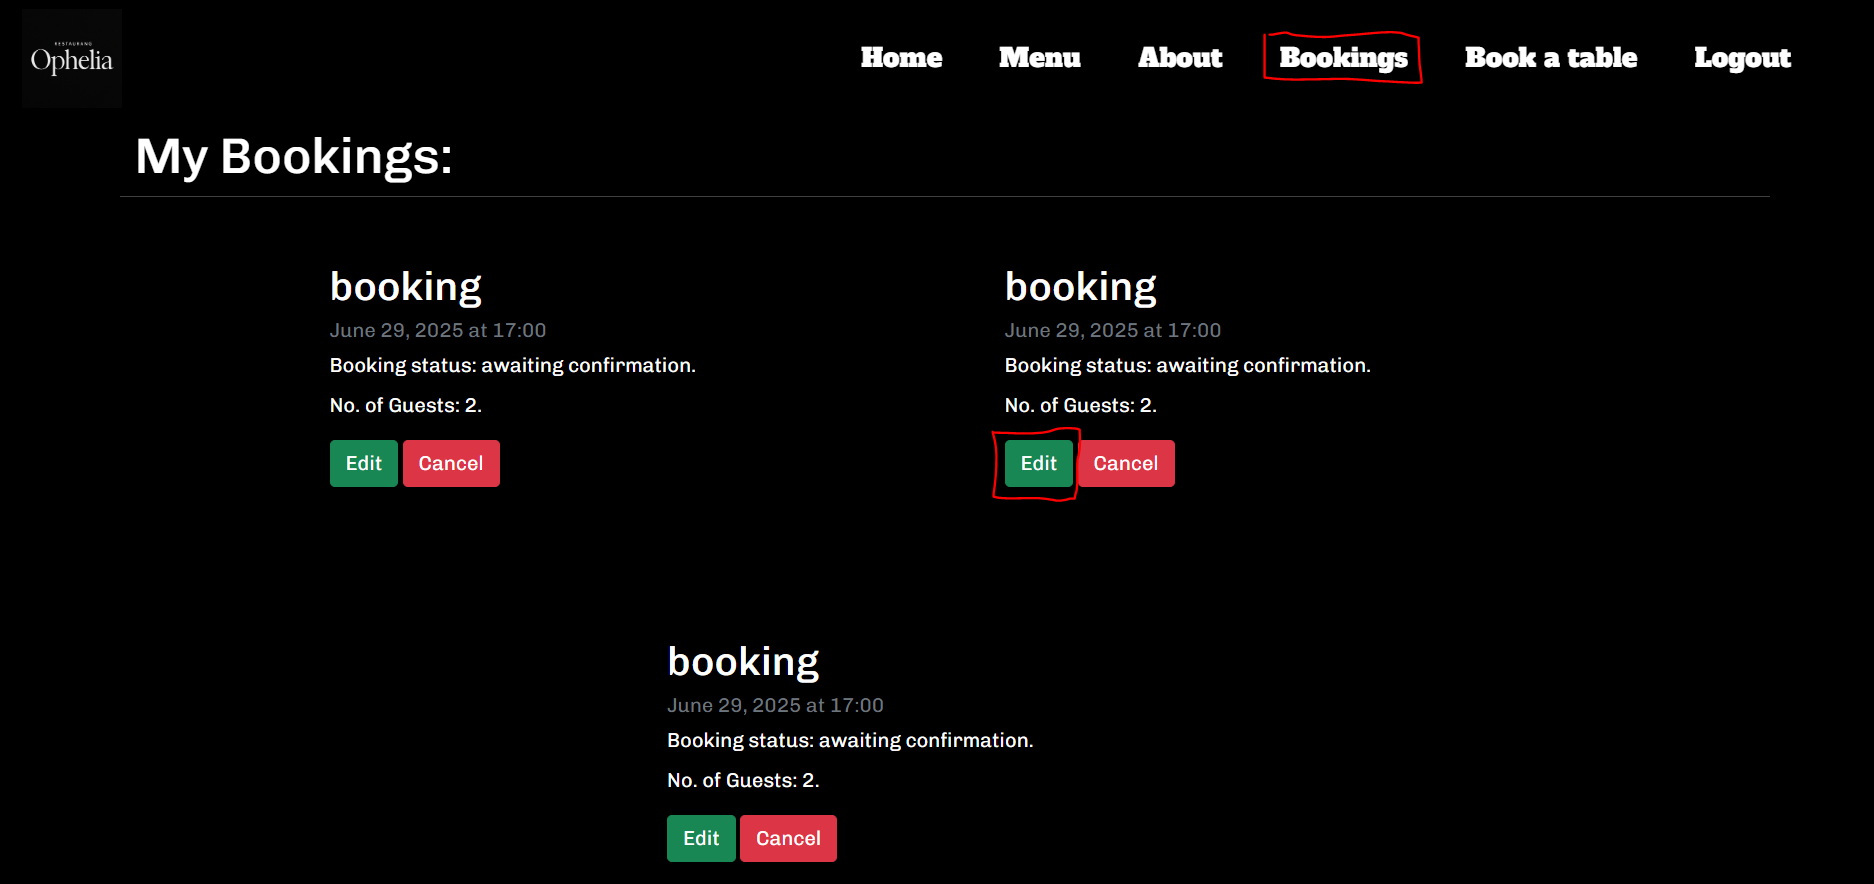 RESTAURANG
Ophelia
Home Menu About Bookings Book a table Logout
My Bookings:
booking
June 29, 2025 at 17:00
Booking status: awaiting confirmation.
No. of Guests: 2.
Edit Cancel
booking
June 29, 2025 at 17:00
Booking status: awaiting confirmation.
No. of Guests: 2.
Edit Cancel
booking
June 29, 2025 at 17:00
Booking status: awaiting confirmation.
No. of Guests: 2.
Edit Cancel